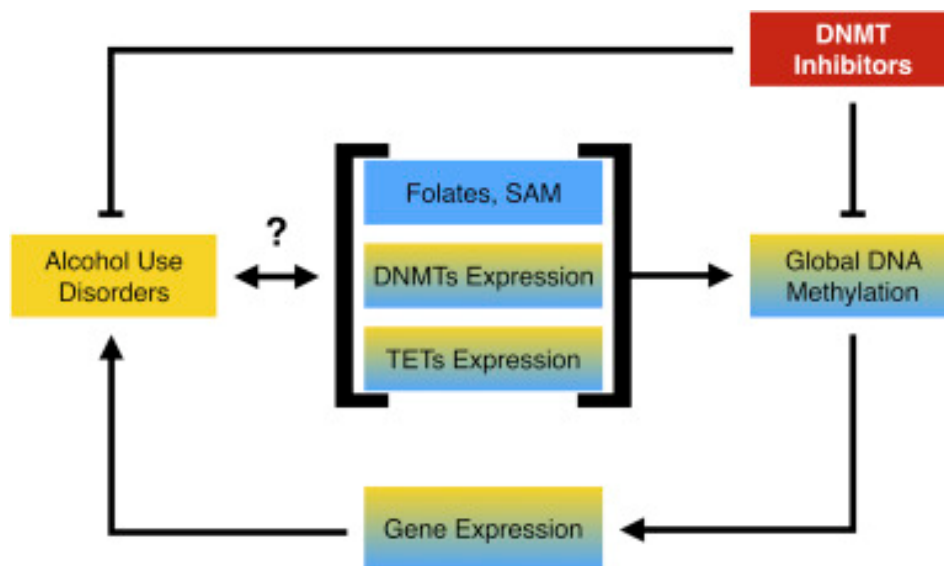 DNMT
Inhibitors
Folates, SAM
?
Alcohol Use
Disorders
DNMTs Expression
Global DNA
Methylation
TETs Expression
Gene Expression